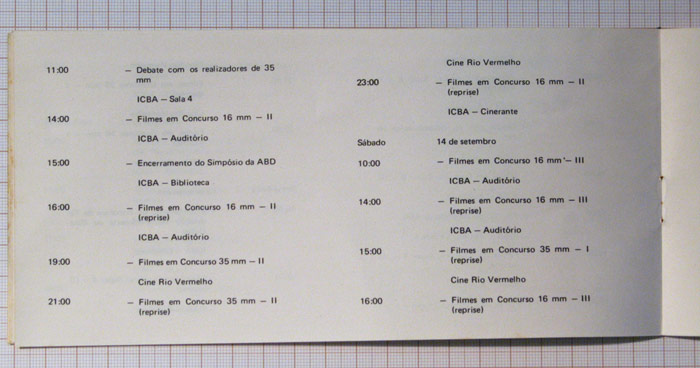 11:00 – Debate com os realizadores de 35
mm
ICBA – Sala 4
14:00 – Filmes em Concurso 16 mm – II
ICBA – Auditório
15:00 – Encerramento do Simpósio da ABD
ICBA – Biblioteca
16:00 – Filmes em Concurso 16 mm – II
(reprise)
ICBA – Auditório
19:00 – Filmes em Concurso 35 mm – II
Cine Rio Vermelho
21:00 – Filmes em Concurso 35 mm – II
(reprise)
Cine Rio Vermelho
23:00 – Filmes em Concurso 16 mm – II
(reprise)
ICBA – Cinerante
Sábado 14 de setembro
10:00 – Filmes em Concurso 16 mm – III
ICBA – Auditório
14:00 – Filmes em Concurso 16 mm – III
(reprise)
ICBA – Auditório
15:00 – Filmes em Concurso 35 mm – I
(reprise)
Cine Rio Vermelho
16:00 – Filmes em Concurso 16 mm – III
(reprise)